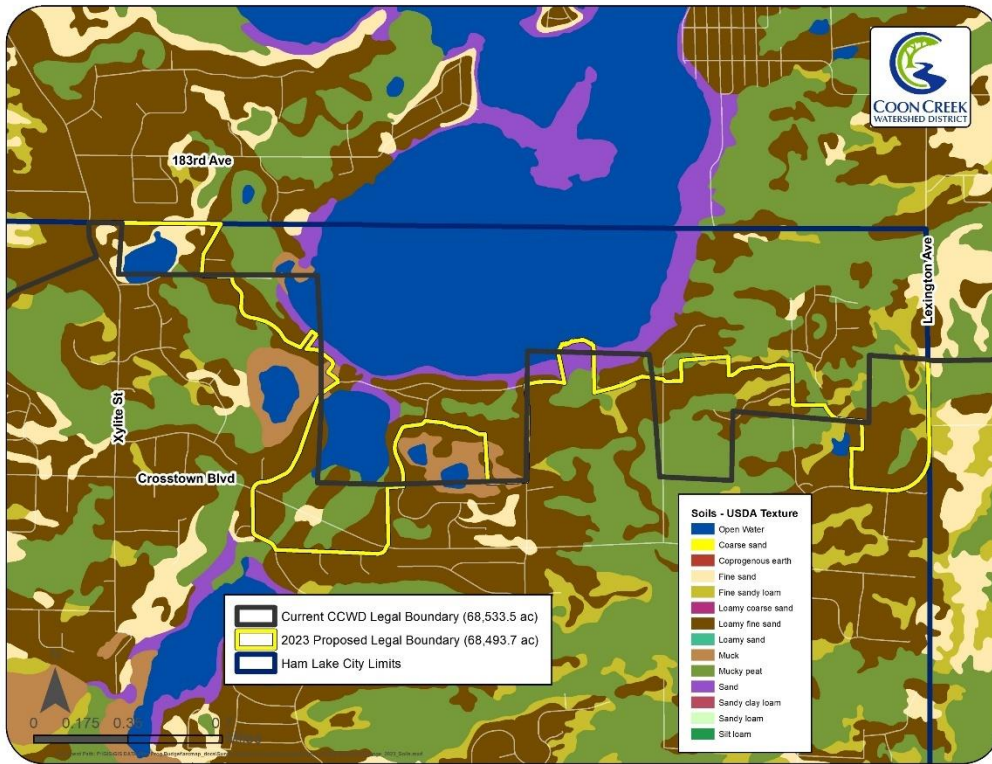 COON CREEK
WATERSHED DISTRICT
183rd Ave
Lexington Ave
Xylite St
Crosstown Blvd
Soils - USDA Texture
Open Water
Coarse sand
Coprogenous earth
Fine sand
Fine sandy loam
Loamy coarse sand
Loamy fine sand
Loamy sand
Muck
Mucky peat
Sand
Sandy clay loam
Sandy loam
Silt loam
Current CCWD Legal Boundary (68,533.5 ac)
2023 Proposed Legal Boundary (68,493.7 ac)
Ham Lake City Limits
0 0.175